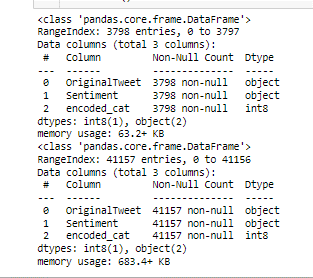 <class 'pandas.core.frame.DataFrame'>
RangeIndex: 3798 entries, 0 to 3797
Data columns (total 3 columns):
 #   Column         Non-Null Count  Dtype
---  ------         --------------  -----
 0   OriginalTweet  3798 non-null   object
 1   Sentiment      3798 non-null   object
 2   encoded_cat    3798 non-null   int8
dtypes: int8(1), object(2)
memory usage: 63.2+ KB
<class 'pandas.core.frame.DataFrame'>
RangeIndex: 41157 entries, 0 to 41156
Data columns (total 3 columns):
 #   Column         Non-Null Count  Dtype
---  ------         --------------  -----
 0   OriginalTweet  41157 non-null  object
 1   Sentiment      41157 non-null  object
 2   encoded_cat    41157 non-null  int8
dtypes: int8(1), object(2)
memory usage: 683.4+ KB